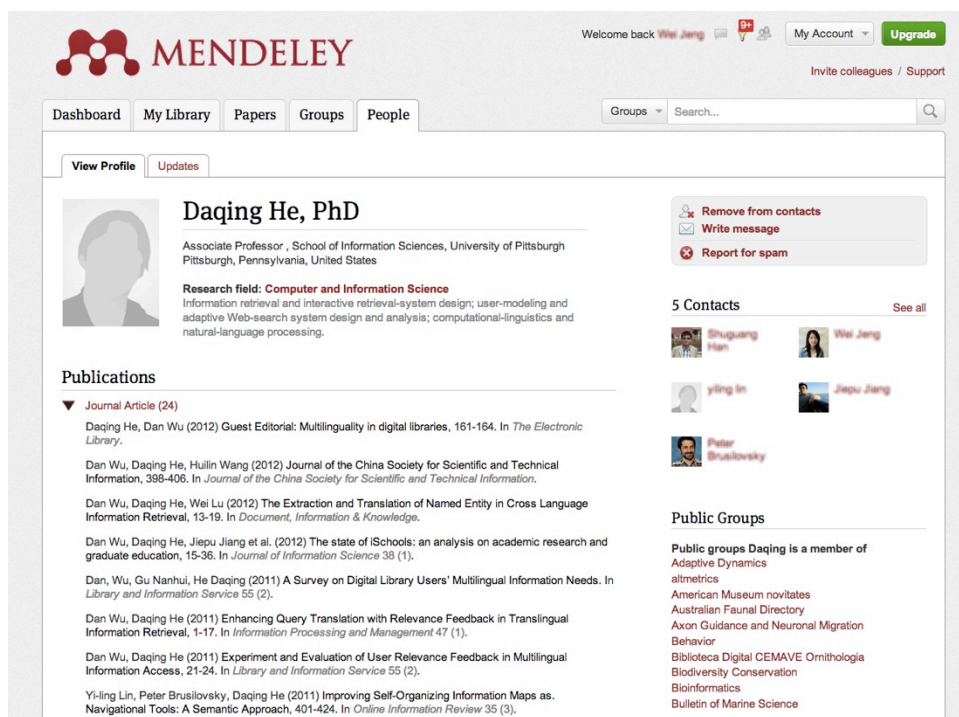 MENDELEY
Welcome back Wei Jeng
9+
My Account
Upgrade
Invite colleagues / Support
Dashboard
My Library
Papers
Groups
People
Groups
Search...
View Profile
Updates
Daqing He, PhD
Associate Professor , School of Information Sciences, University of Pittsburgh
Pittsburgh, Pennsylvania, United States
Research field: Computer and Information Science
Information retrieval and interactive retrieval-system design; user-modeling and
adaptive Web-search system design and analysis; computational-linguistics and
natural-language processing.
Publications
Journal Article (24)
Daqing He, Dan Wu (2012) Guest Editorial: Multilinguality in digital libraries, 161-164. In The Electronic
Library.
Dan Wu, Daqing He, Huilin Wang (2012) Journal of the China Society for Scientific and Technical
Information, 398-406. In Journal of the China Society for Scientific and Technical Information.
Dan Wu, Daqing He, Wei Lu (2012) The Extraction and Translation of Named Entity in Cross Language
Information Retrieval, 13-19. In Document, Information & Knowledge.
Dan Wu, Daqing He, Jiepu Jiang et al. (2012) The state of iSchools: an analysis on academic research and
graduate education, 15-36. In Journal of Information Science 38 (1).
Dan, Wu, Gu Nanhui, He Daqing (2011) A Survey on Digital Library Users' Multilingual Information Needs. In
Library and Information Service 55 (2).
Dan Wu, Daqing He (2011) Enhancing Query Translation with Relevance Feedback in Translingual
Information Retrieval, 1-17. In Information Processing and Management 47 (1).
Dan Wu, Daqing He (2011) Experiment and Evaluation of User Relevance Feedback in Multilingual
Information Access, 21-24. In Library and Information Service 55 (2).
Yi-ling Lin, Peter Brusilovsky, Daqing He (2011) Improving Self-Organizing Information Maps as.
Navigational Tools: A Semantic Approach, 401-424. In Online Information Review 35 (3).
Remove from contacts
Write message
Report for spam
5 Contacts
See all
Shuguang
Han
Wei Jeng
yiling lin
Jiepu Jiang
Peter
Brusilovsky
Public Groups
Public groups Daqing is a member of
Adaptive Dynamics
altmetrics
American Museum novitates
Australian Faunal Directory
Axon Guidance and Neuronal Migration
Behavior
Biblioteca Digital CEMAVE Ornithologia
Biodiversity Conservation
Bioinformatics
Bulletin of Marine Science